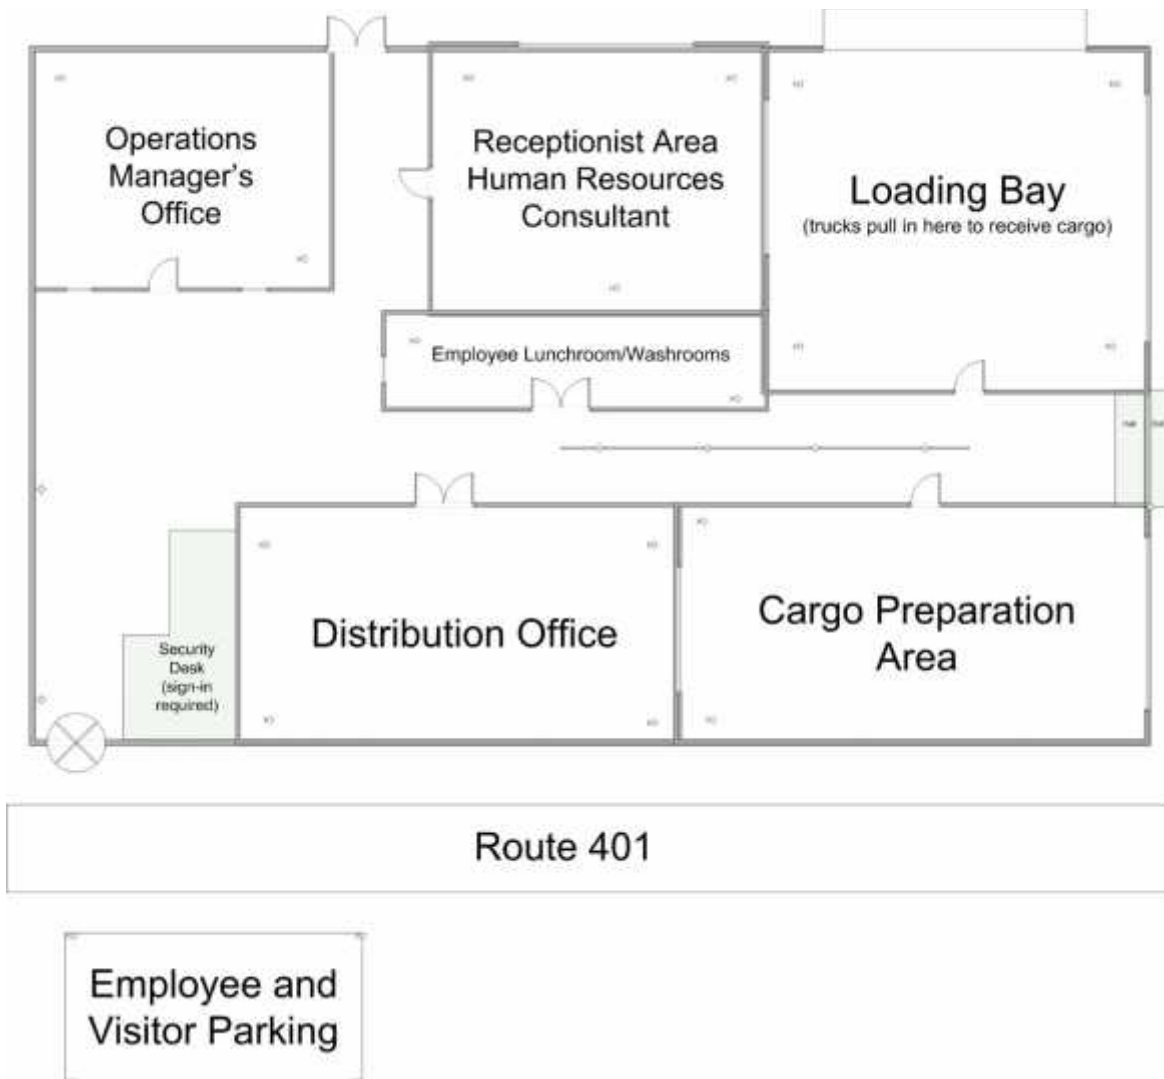 Operations
Manager's
Office
Receptionist Area
Human Resources
Consultant
Loading Bay
(trucks pull in here to receive cargo)
Employee Lunchroom/Washrooms
Security
Desk
(sign-in
required)
Distribution Office
Cargo Preparation
Area
Route 401
Employee and
Visitor Parking